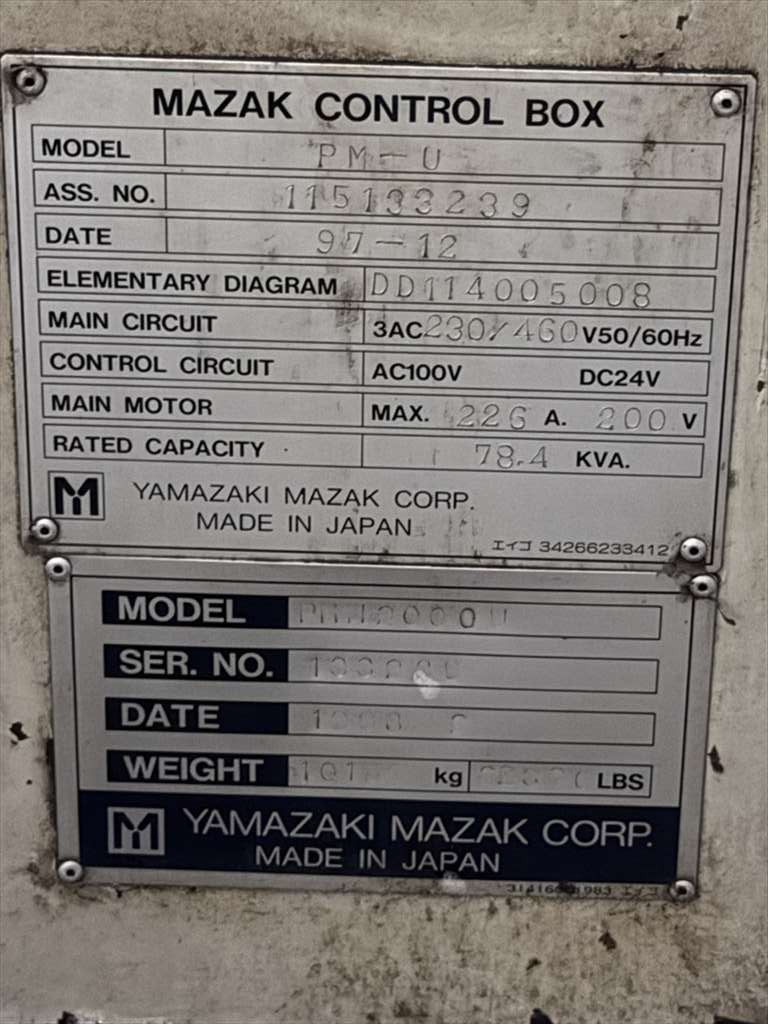 MAZAK CONTROL BOX
MODEL PM-U
ASS. NO. 115133239
DATE 97-12
ELEMENTARY DIAGRAM DD114005008
MAIN CIRCUIT 3AC230/460V50/60Hz
CONTROL CIRCUIT AC100V DC24V
MAIN MOTOR MAX. 226 A. 200 V
RATED CAPACITY 78.4 KVA.
YAMAZAKI MAZAK CORP.
MADE IN JAPAN
エイゴ 34266233412
MODEL
SER. NO.
DATE
WEIGHT kg LBS
YAMAZAKI MAZAK CORP.
MADE IN JAPAN